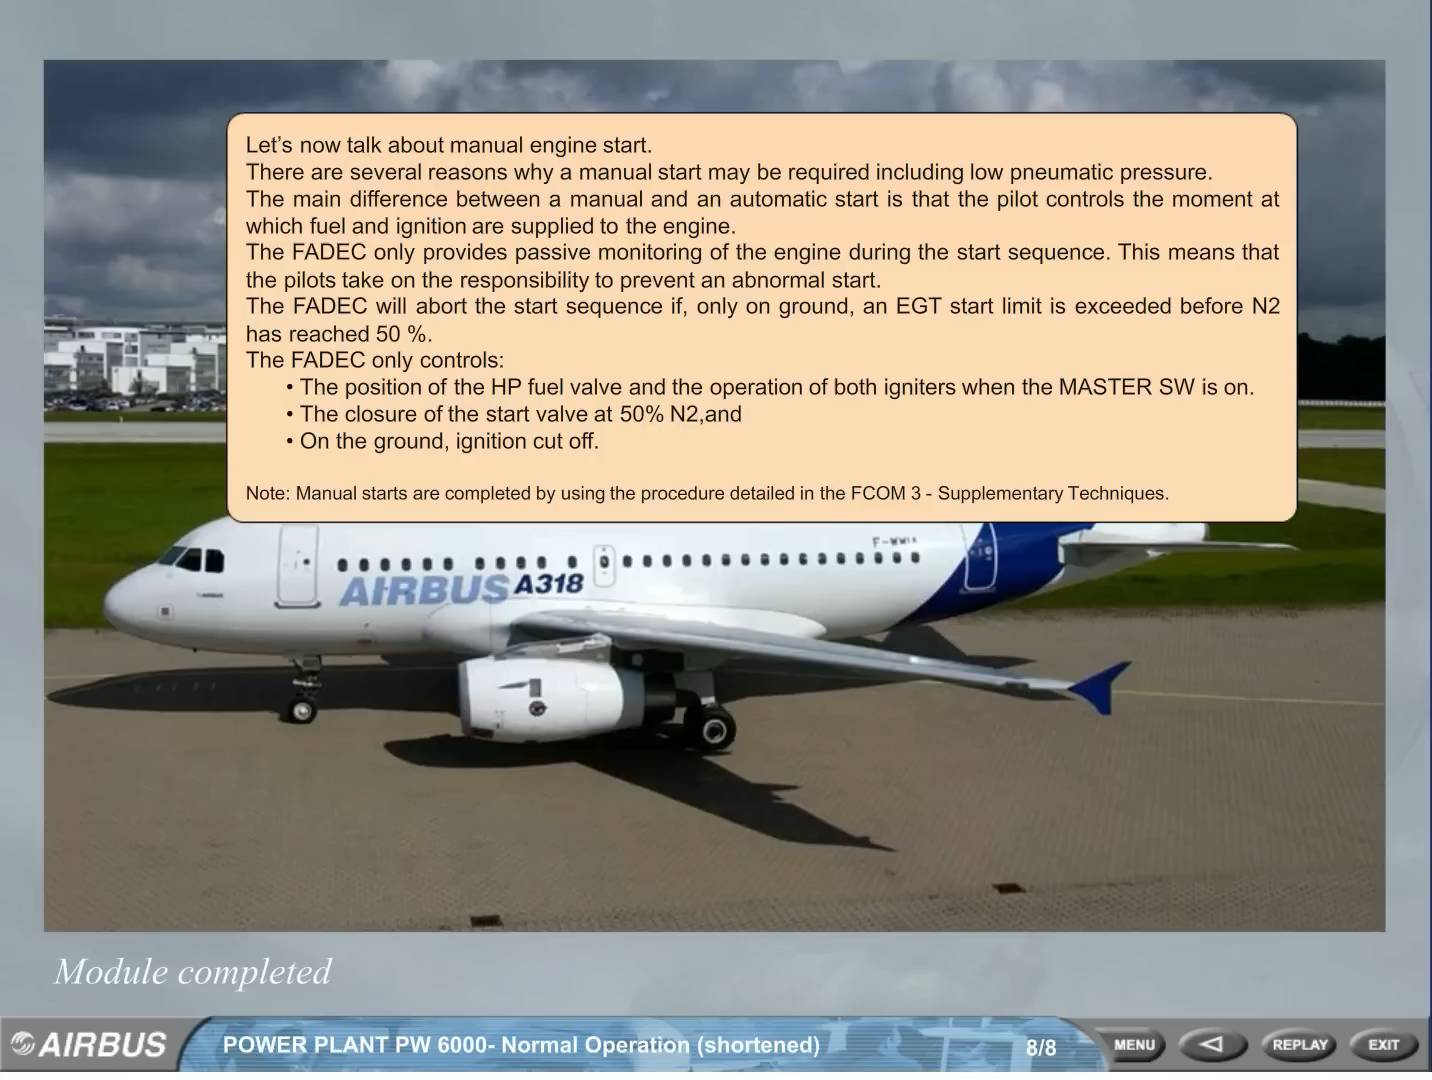 Let’s now talk about manual engine start.
There are several reasons why a manual start may be required including low pneumatic pressure.
The main difference between a manual and an automatic start is that the pilot controls the moment at
which fuel and ignition are supplied to the engine.
The FADEC only provides passive monitoring of the engine during the start sequence. This means that
the pilots take on the responsibility to prevent an abnormal start.
The FADEC will abort the start sequence if, only on ground, an EGT start limit is exceeded before N2
has reached 50 %.
The FADEC only controls:
• The position of the HP fuel valve and the operation of both igniters when the MASTER SW is on.
• The closure of the start valve at 50% N2,and
• On the ground, ignition cut off.
Note: Manual starts are completed by using the procedure detailed in the FCOM 3 - Supplementary Techniques.
AIRBUS A318
Module completed
AIRBUS
POWER PLANT PW 6000- Normal Operation (shortened)
8/8
MENU
REPLAY
EXIT